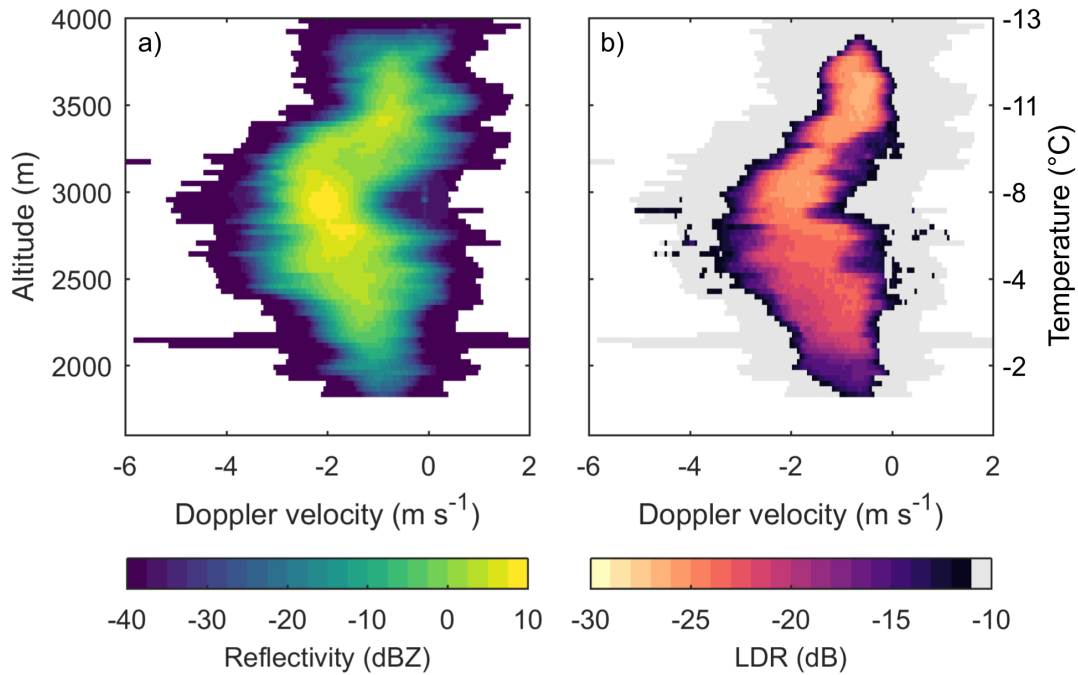 a)
4000
3500
3000
2500
2000
Altitude (m)
-6 -4 -2 0 2
Doppler velocity (m s-1)
-40 -30 -20 -10 0 10
Reflectivity (dBZ)
b)
-13
-11
-8
-4
-2
Temperature (°C)
-6 -4 -2 0 2
Doppler velocity (m s-1)
-30 -25 -20 -15 -10
LDR (dB)